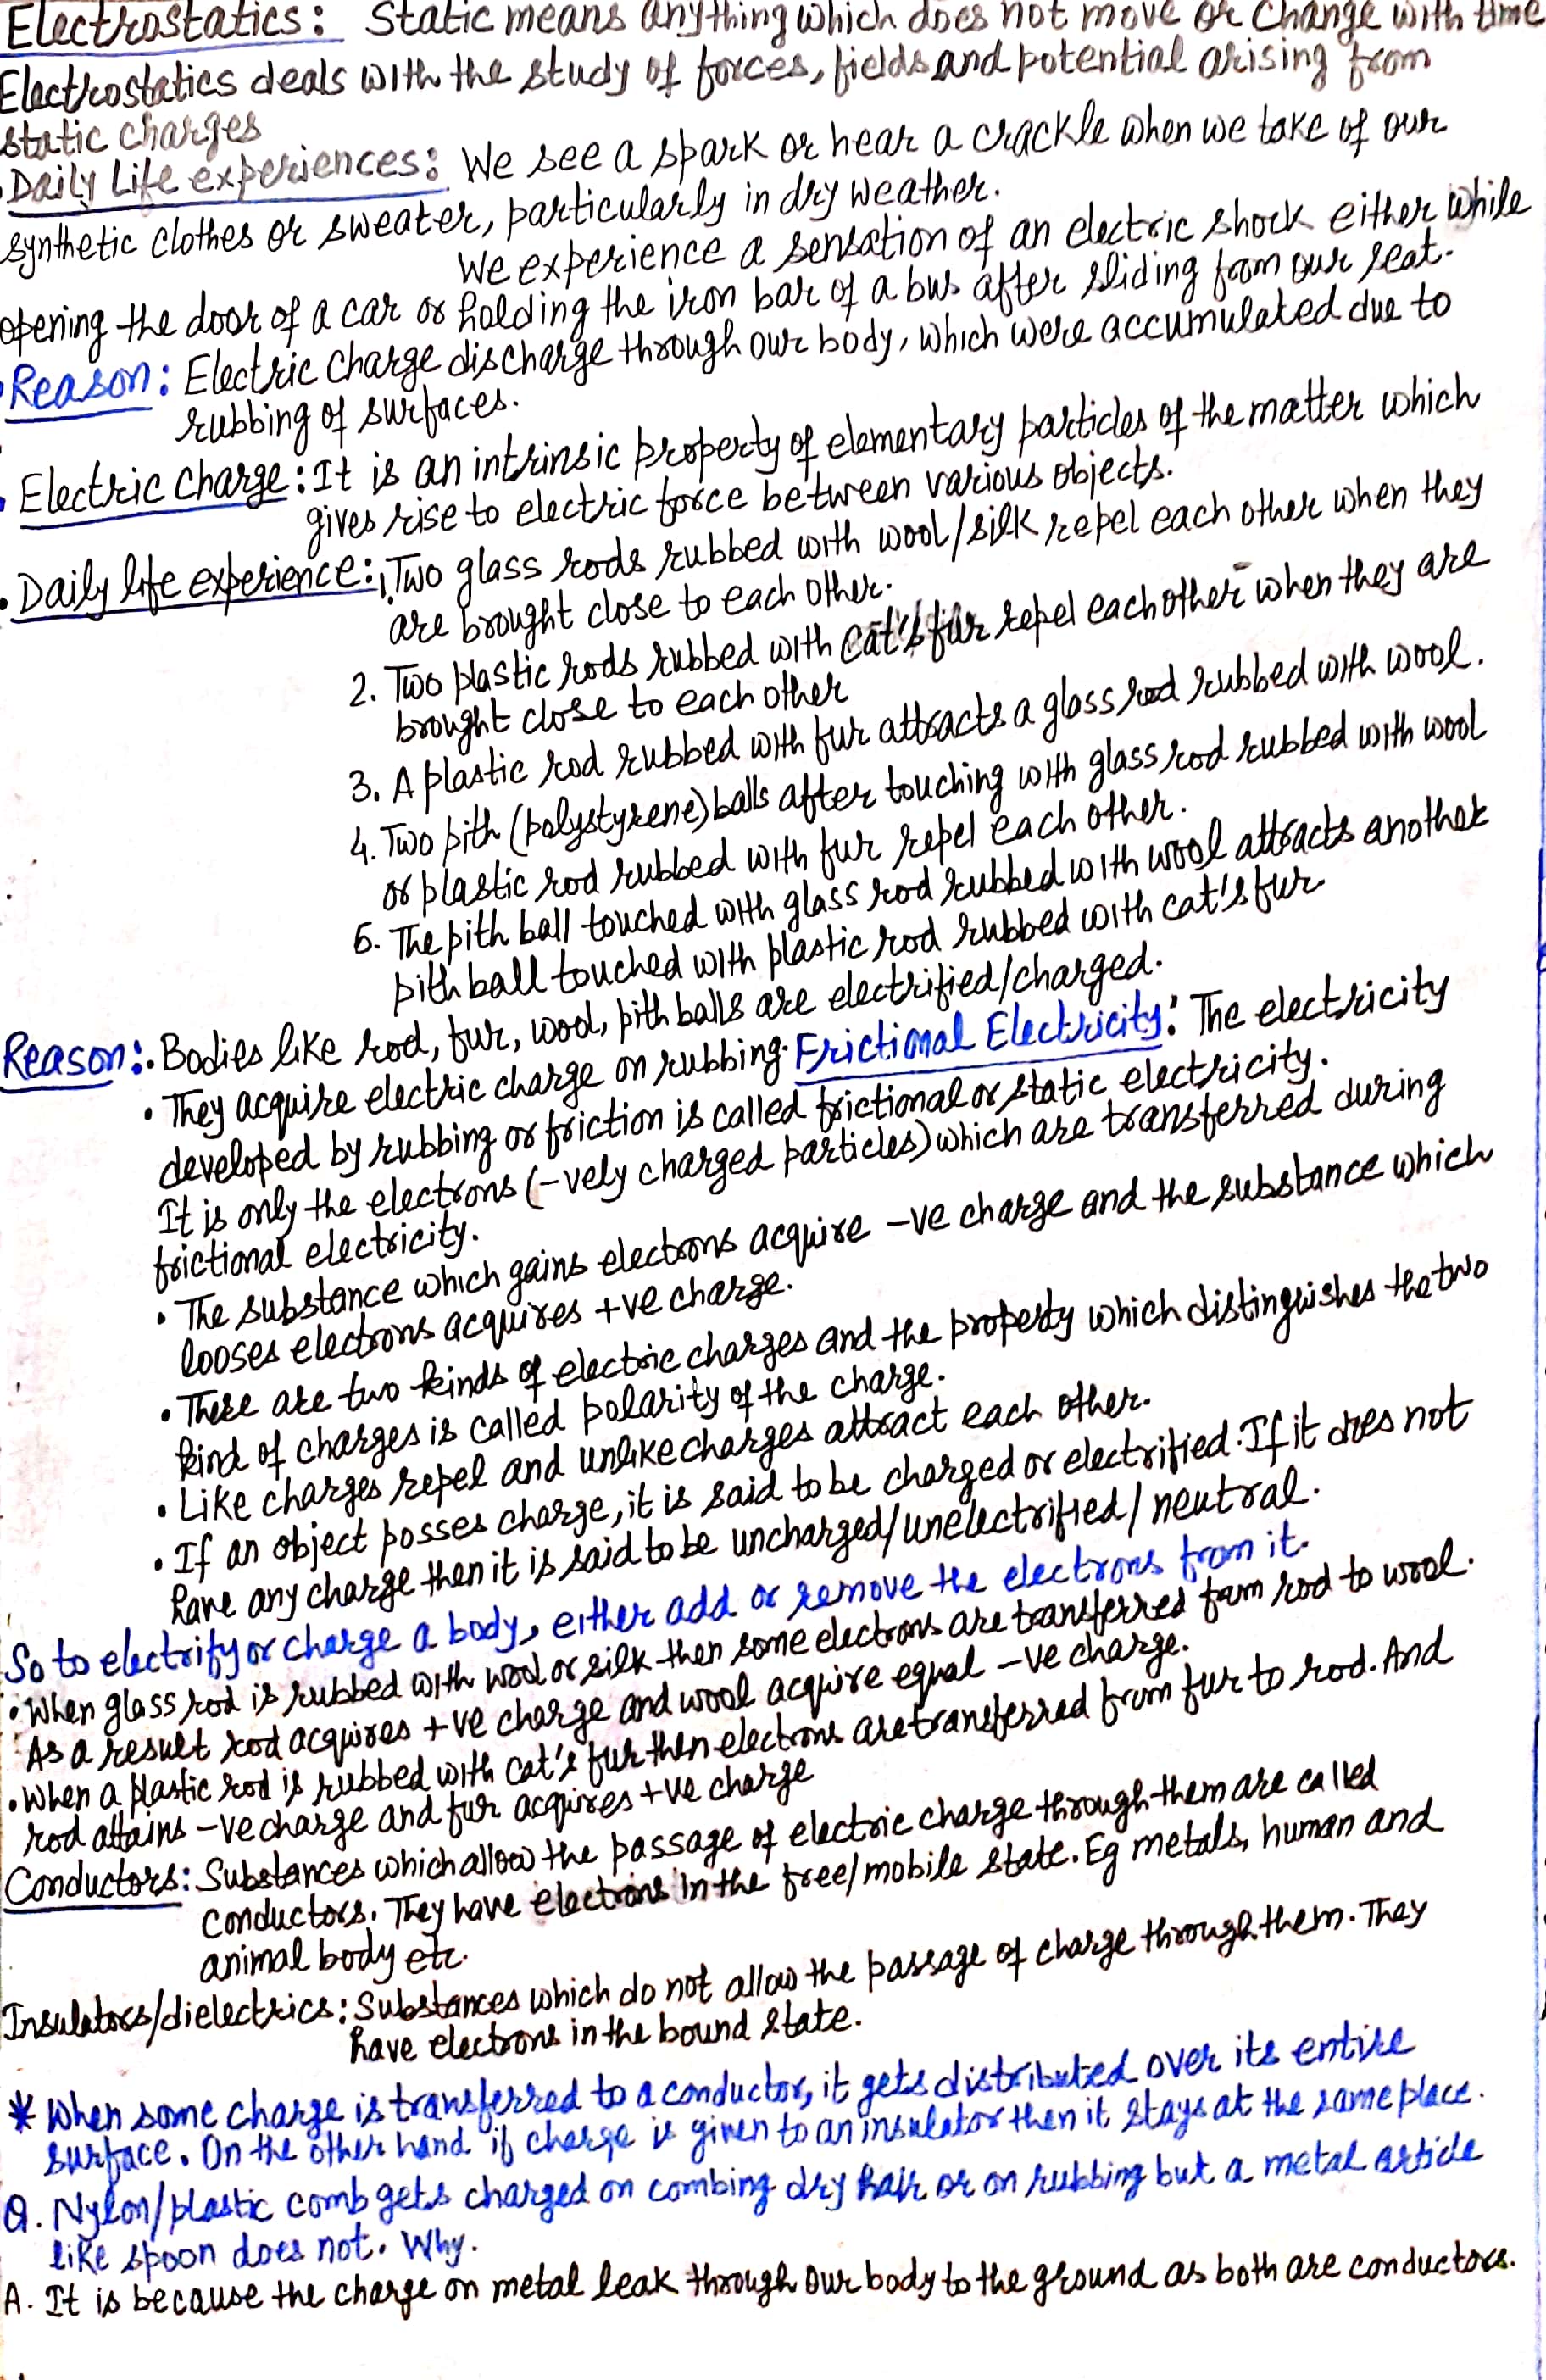 Electrostatics: Static means anything which does not move or change with time
Electrostatics deals with the study of forces, fields and potential arising from
static charges
Daily Life experiences: We see a spark or hear a crackle when we take of our
synthetic clothes or sweater, particularly in dry weather.
We experience a sensation of an electric shock either while
opening the door of a car or holding the iron bar of a bus after sliding from our seat.
Reason: Electric charge discharge through our body, which were accumulated due to
rubbing of surfaces.
Electric charge: It is an intrinsic property of elementary particles of the matter which
gives rise to electric force between various objects.
Daily life experience: 1. Two glass rods rubbed with wool/silk repel each other when they
are brought close to each other.
2. Two plastic rods rubbed with cat's fur repel each other when they are
brought close to each other
3. A plastic rod rubbed with fur attracts a glass rod rubbed with wool.
4. Two pith (polystyrene) balls after touching with glass rod rubbed with wool
or plastic rod rubbed with fur repel each other.
5. The pith ball touched with glass rod rubbed with wool attracts another
pith ball touched with plastic rod rubbed with cat's fur
Reason: • Bodies like rod, fur, wool, pith balls are electrified/charged.
• They acquire electric charge on rubbing. Frictional Electricity: The electricity
developed by rubbing or friction is called frictional or static electricity.
It is only the electrons (-vely charged particles) which are transferred during
frictional electricity.
• The substance which gains electrons acquire -ve charge and the substance which
looses electrons acquires +ve charge.
• There are two kinds of electric charges and the property which distinguishes the two
kind of charges is called polarity of the charge.
• Like charges repel and unlike charges attract each other.
• If an object posses charge, it is said to be charged or electrified. If it does not
have any charge then it is said to be uncharged/unelectrified/neutral.
So to electrify or charge a body, either add or remove the electrons from it.
• When glass rod is rubbed with wool or silk then some electrons are transferred fam rod to wool.
As a result rod acquires +ve charge and wool acquire equal -ve charge.
• When a plastic rod is rubbed with cat's fur then electrons are transferred from fur to rod. And
rod attains -ve charge and fur acquires +ve charge
Conductors: Substances which allow the passage of electric charge through them are called
conductors. They have electrons in the free/mobile state. Eg metals, human and
animal body etc.
Insulators/dielectrics: Substances which do not allow the passage of charge through them. They
have electrons in the bound state.
* When some charge is transferred to a conductor, it gets distributed over its entire
surface. On the other hand if charge is given to an insulator then it stays at the same place.
Q. Nylon/plastic comb gets charged on combing dry hair or on rubbing but a metal article
like spoon does not. Why.
A. It is because the charge on metal leak through our body to the ground as both are conductors.